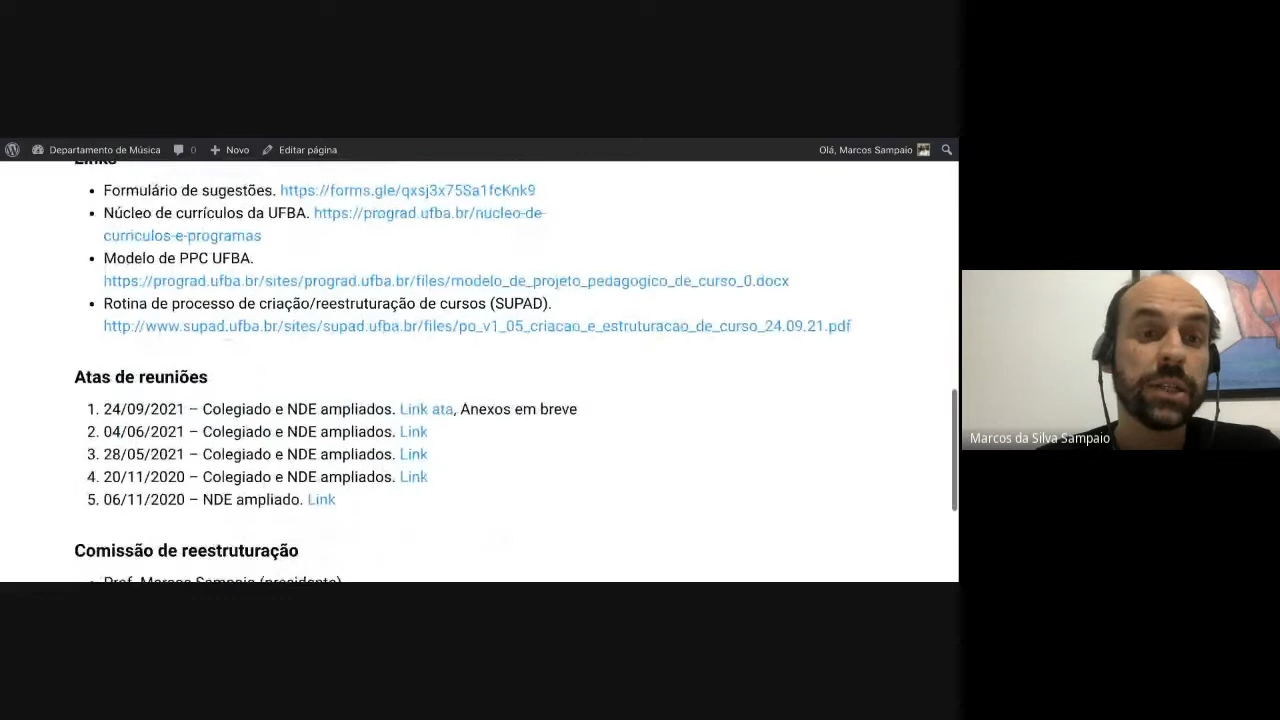 Departamento de Música 0 Novo Editar página Olá, Marcos Sampaio
Links
Formulário de sugestões. https://forms.gle/qxsj3x75Sa1fcKnk9
Núcleo de currículos da UFBA. https://prograd.ufba.br/nucleo-de-
curriculos-e-programas
Modelo de PPC UFBA.
https://prograd.ufba.br/sites/prograd.ufba.br/files/modelo_de_projeto_pedagogico_de_curso_0.docx
Rotina de processo de criação/reestruturação de cursos (SUPAD).
http://www.supad.ufba.br/sites/supad.ufba.br/files/po_v1_05_criacao_e_estruturacao_de_curso_24.09.21.pdf
Atas de reuniões
1. 24/09/2021 – Colegiado e NDE ampliados. Link ata, Anexos em breve
2. 04/06/2021 – Colegiado e NDE ampliados. Link
3. 28/05/2021 – Colegiado e NDE ampliados. Link
4. 20/11/2020 – Colegiado e NDE ampliados. Link
5. 06/11/2020 – NDE ampliado. Link
Comissão de reestruturação
Prof. Marcos Sampaio (presidente)
Marcos da Silva Sampaio